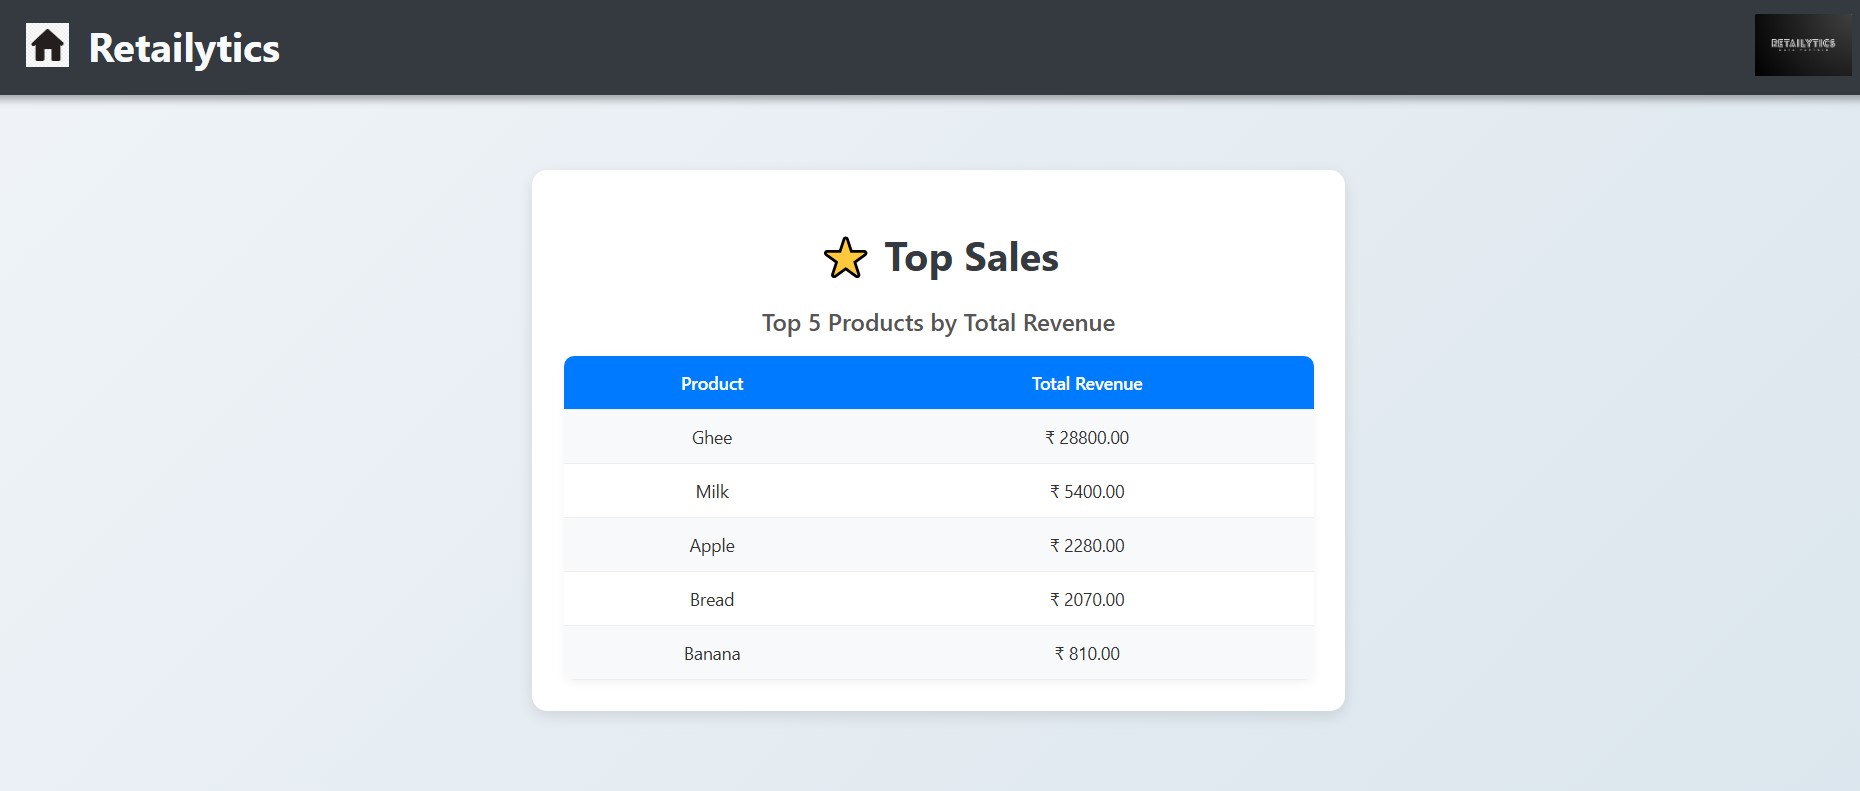 Retailytics
RETAILYTICS
Top Sales
Top 5 Products by Total Revenue
Product Total Revenue
Ghee ₹ 28800.00
Milk ₹ 5400.00
Apple ₹ 2280.00
Bread ₹ 2070.00
Banana ₹ 810.00